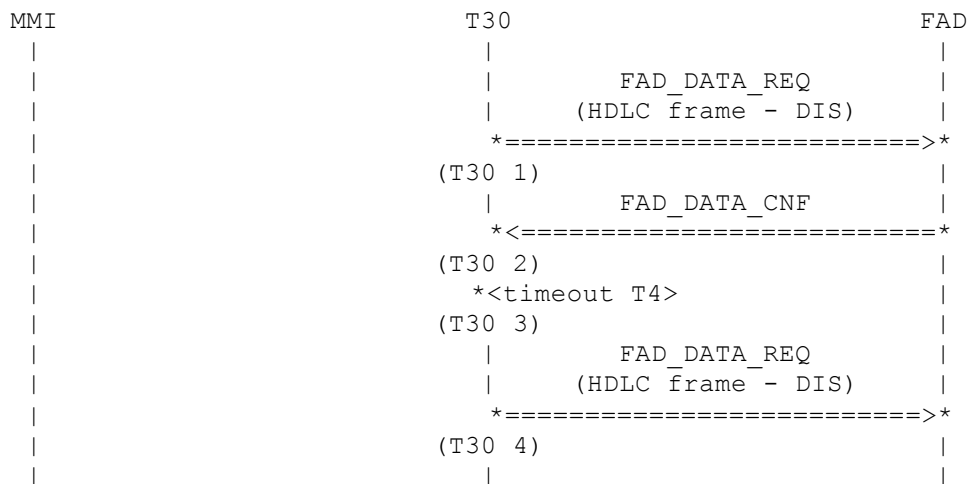 MMI T30 FAD
| | |
| | FAD_DATA_REQ |
| | (HDLC frame - DIS) |
| *==========================>*
| (T30 1) |
| | FAD_DATA_CNF |
| *<==========================*
| (T30 2) |
| *<timeout T4> |
| (T30 3) |
| | FAD_DATA_REQ |
| | (HDLC frame - DIS) |
| *==========================>*
| (T30 4) |
| | |